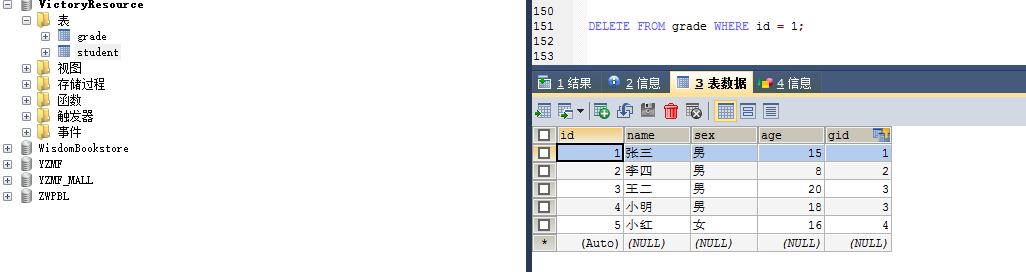 VictoryResource
表
grade
student
视图
存储过程
函数
触发器
事件
WisdomBookstore
YZMF
YZMF_MALL
ZWPBL
150
151 DELETE FROM grade WHERE id = 1;
152
153
1 结果 2 信息 3 表数据 4 信息
id name sex age gid
1 张三 男 15 1
2 李四 男 8 2
3 王二 男 20 3
4 小明 男 18 3
5 小红 女 16 4
* (Auto) (NULL) (NULL) (NULL) (NULL)